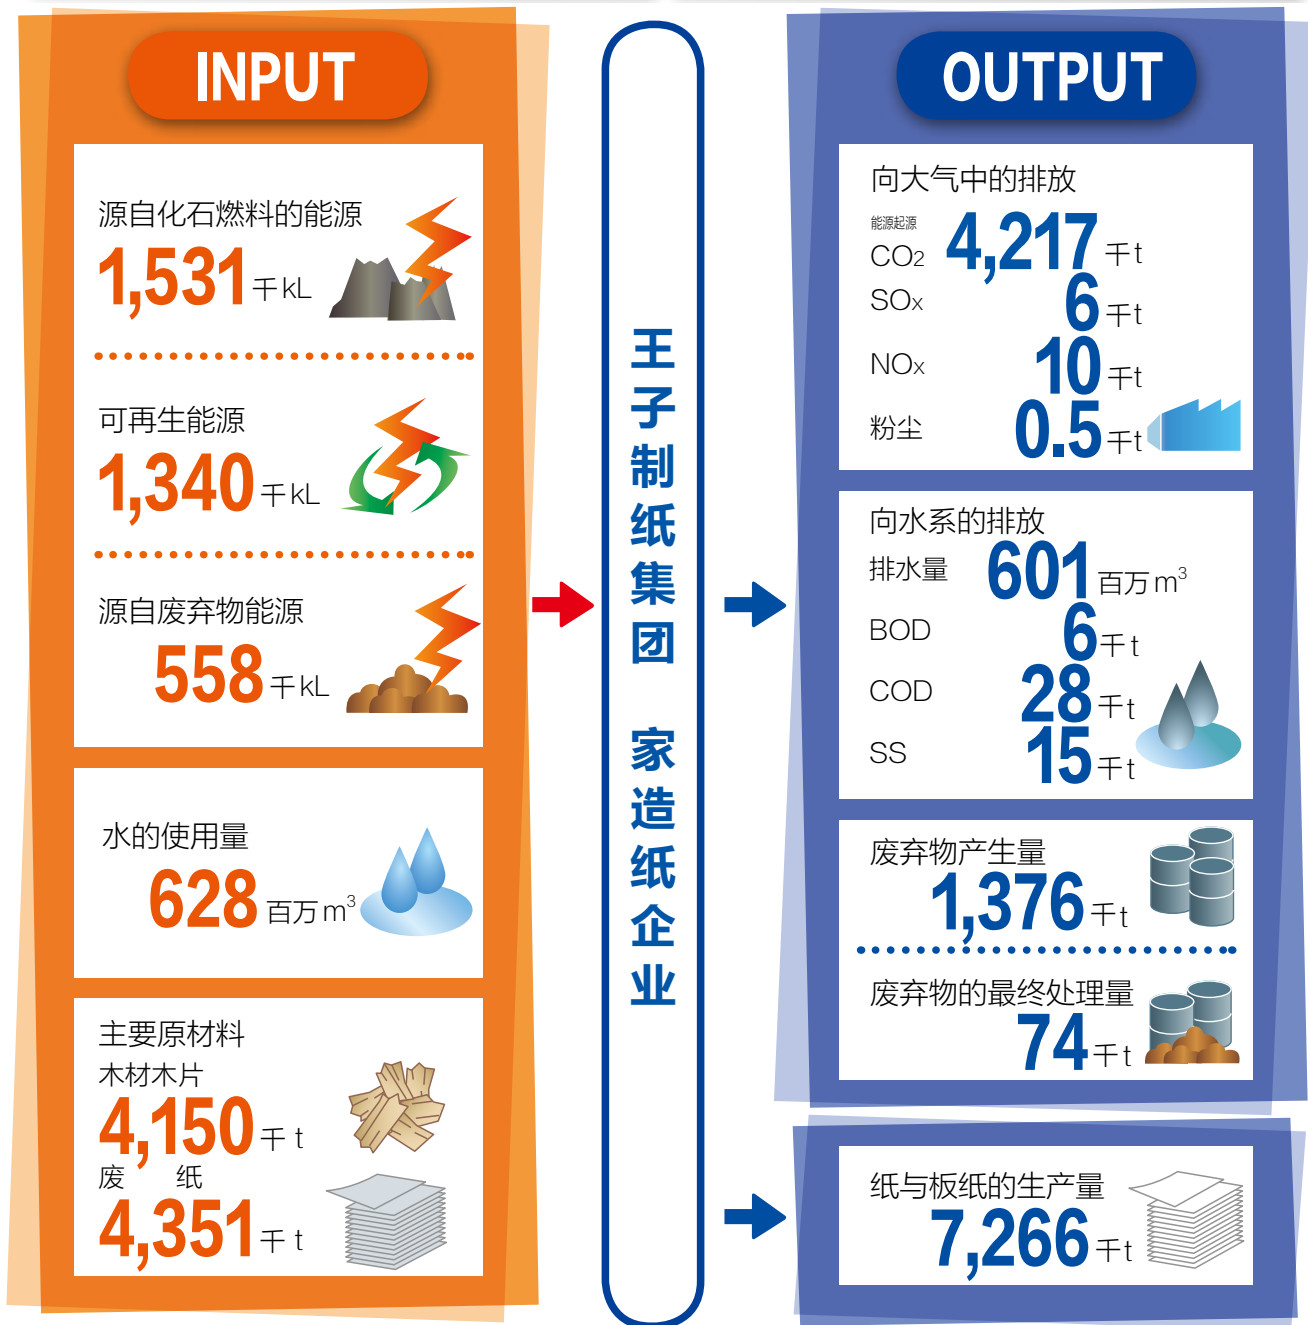 INPUT
源自化石燃料的能源
1,531 千kL
可再生能源
1,340 千kL
源自废弃物能源
558 千kL
水的使用量
628 百万m³
主要原材料
木材木片
4,150 千 t
废 纸
4,351 千 t
王子制纸集团 家造纸企业
OUTPUT
向大气中的排放
能源起源
CO2 4,217 千t
SOx 6 千t
NOx 10 千t
粉尘 0.5 千t
向水系的排放
排水量 601 百万m³
BOD 6 千 t
COD 28 千t
SS 15 千t
废弃物产生量
1,376 千t
废弃物的最终处理量
74 千t
纸与板纸的生产量
7,266 千t